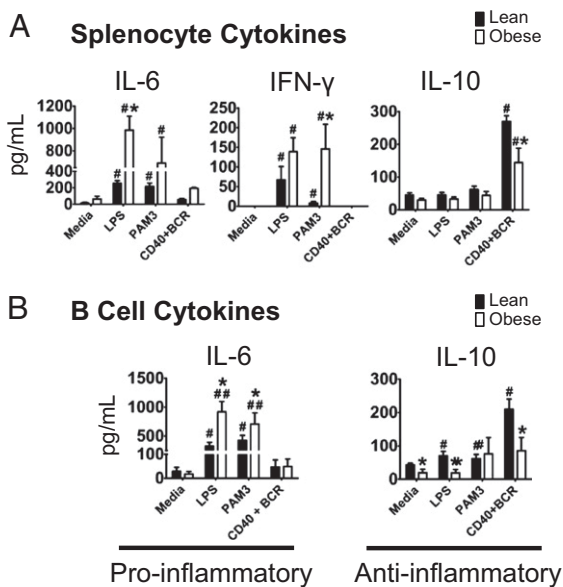 A Splenocyte Cytokines
Lean
Obese
IL-6 IFN-γ IL-10
pg/mL
1200
1000
800
600
400
200
0
Media LPS PAM3 CD40+BCR
# #* # #
250
200
150
100
50
0
Media LPS PAM3 CD40+BCR
# # # #*
300
200
100
0
Media LPS PAM3 CD40+BCR
# #*
B B Cell Cytokines
Lean
Obese
IL-6 IL-10
pg/mL
1500
1000
500
100
0
Media LPS PAM3 CD40 + BCR
# * ## # * ##
300
200
100
0
Media LPS PAM3 CD40+BCR
* # * # # *
Pro-inflammatory Anti-inflammatory